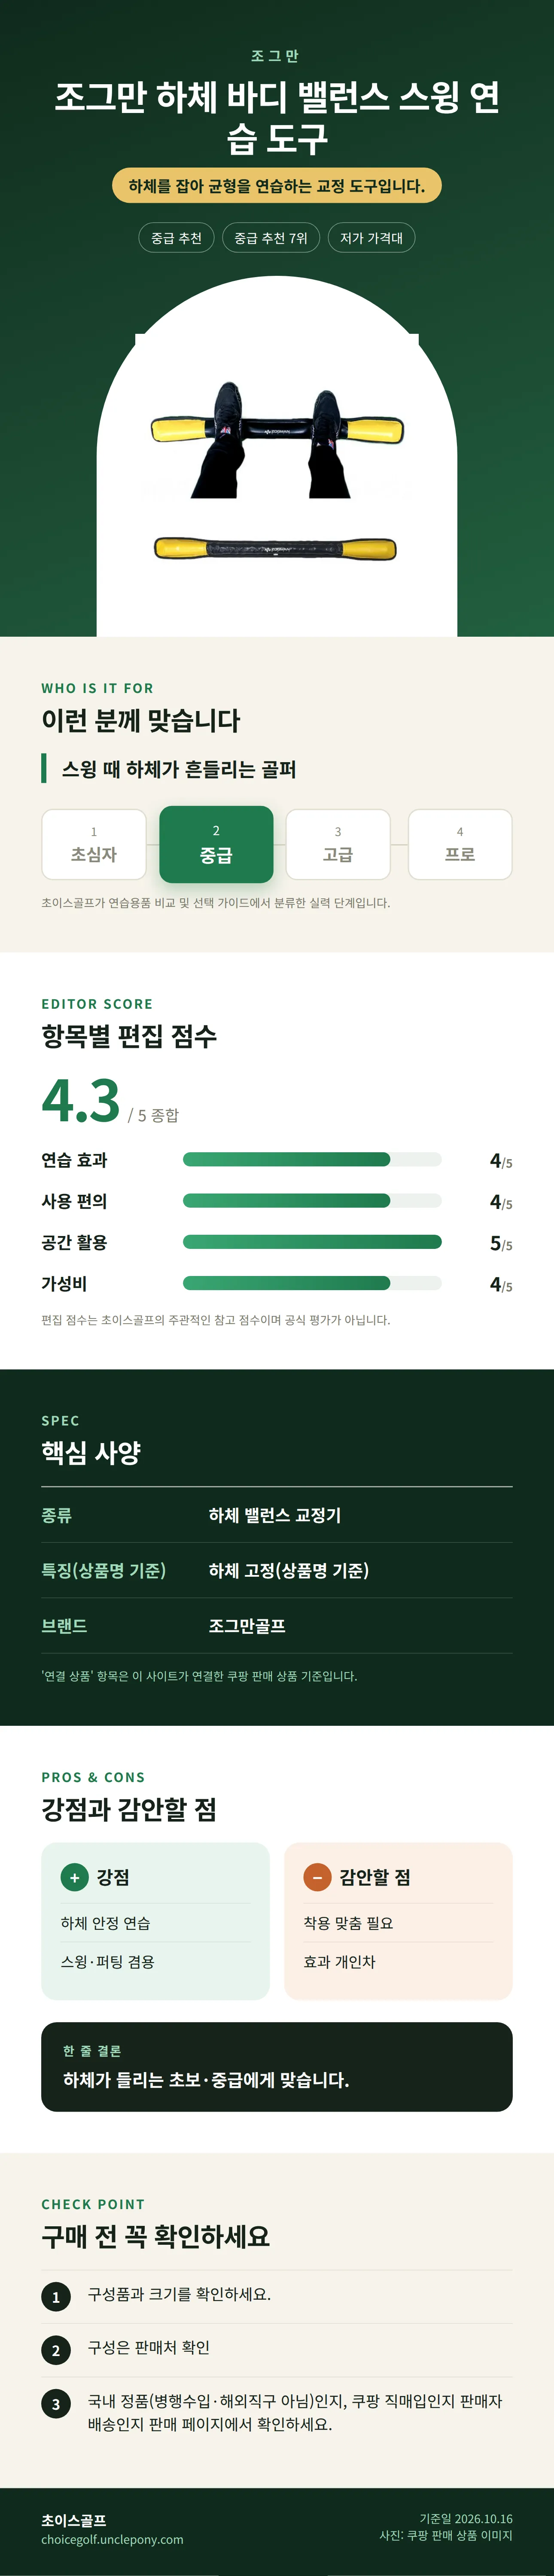 조그만
조그만 하체 바디 밸런스 스윙 연
습 도구
하체를 잡아 균형을 연습하는 교정 도구입니다.
중급 추천
중급 추천 7위
저가 가격대
WHO IS IT FOR
이런 분께 맞습니다
스윙 때 하체가 흔들리는 골퍼
1
초심자
2
중급
3
고급
4
프로
초이스골프가 연습용품 비교 및 선택 가이드에서 분류한 실력 단계입니다.
EDITOR SCORE
항목별 편집 점수
4.3 / 5 종합
연습 효과 4/5
사용 편의 4/5
공간 활용 5/5
가성비 4/5
편집 점수는 초이스골프의 주관적인 참고 점수이며 공식 평가가 아닙니다.
SPEC
핵심 사양
종류 하체 밸런스 교정기
특징(상품명 기준) 하체 고정(상품명 기준)
브랜드 조그만골프
'연결 상품' 항목은 이 사이트가 연결한 쿠팡 판매 상품 기준입니다.
PROS & CONS
강점과 감안할 점
+ 강점
하체 안정 연습
스윙·퍼팅 겸용
− 감안할 점
착용 맞춤 필요
효과 개인차
한 줄 결론
하체가 들리는 초보·중급에게 맞습니다.
CHECK POINT
구매 전 꼭 확인하세요
1 구성품과 크기를 확인하세요.
2 구성은 판매처 확인
3 국내 정품(병행수입·해외직구 아님)인지, 쿠팡 직매입인지 판매자
배송인지 판매 페이지에서 확인하세요.
초이스골프
choicegolf.unclepony.com
기준일 2026.10.16
사진: 쿠팡 판매 상품 이미지